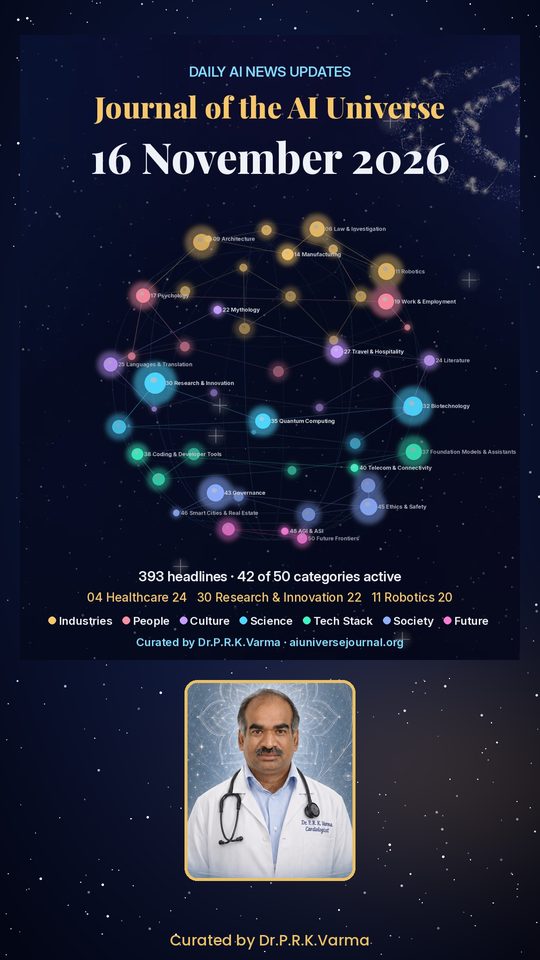 DAILY AI NEWS UPDATES
Journal of the AI Universe
16 November 2026
06 Law & Investigation
09 Architecture
14 Manufacturing
11 Robotics
17 Psychology
19 Work & Employment
22 Mythology
27 Travel & Hospitality
24 Literature
25 Languages & Translation
30 Research & Innovation
32 Biotechnology
35 Quantum Computing
38 Coding & Developer Tools
37 Foundation Models & Assistants
40 Telecom & Connectivity
43 Governance
45 Ethics & Safety
46 Smart Cities & Real Estate
48 AGI & ASI
50 Future Frontiers
393 headlines · 42 of 50 categories active
04 Healthcare 24 30 Research & Innovation 22 11 Robotics 20
Industries People Culture Science Tech Stack Society Future
Curated by Dr.P.R.K.Varma · aiuniversejournal.org
Dr. P. R. K. Varma
Cardiologist
Curated by Dr.P.R.K.Varma